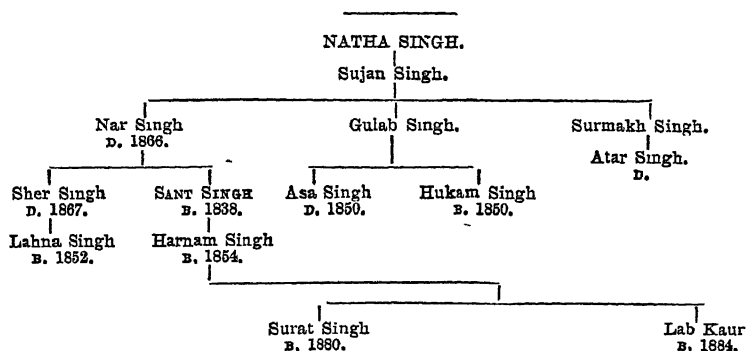 NATHA SINGH.
Sujan Singh.
Nar Singh Gulab Singh. Surmakh Singh.
D. 1866.
Atar Singh.
D.
Sher Singh SANT SINGH Asa Singh Hukam Singh
D. 1867. B. 1838. D. 1850. B. 1850.
Lahna Singh Harnam Singh
B. 1852. B. 1854.
Surat Singh Lab Kaur
B. 1880. B. 1884.